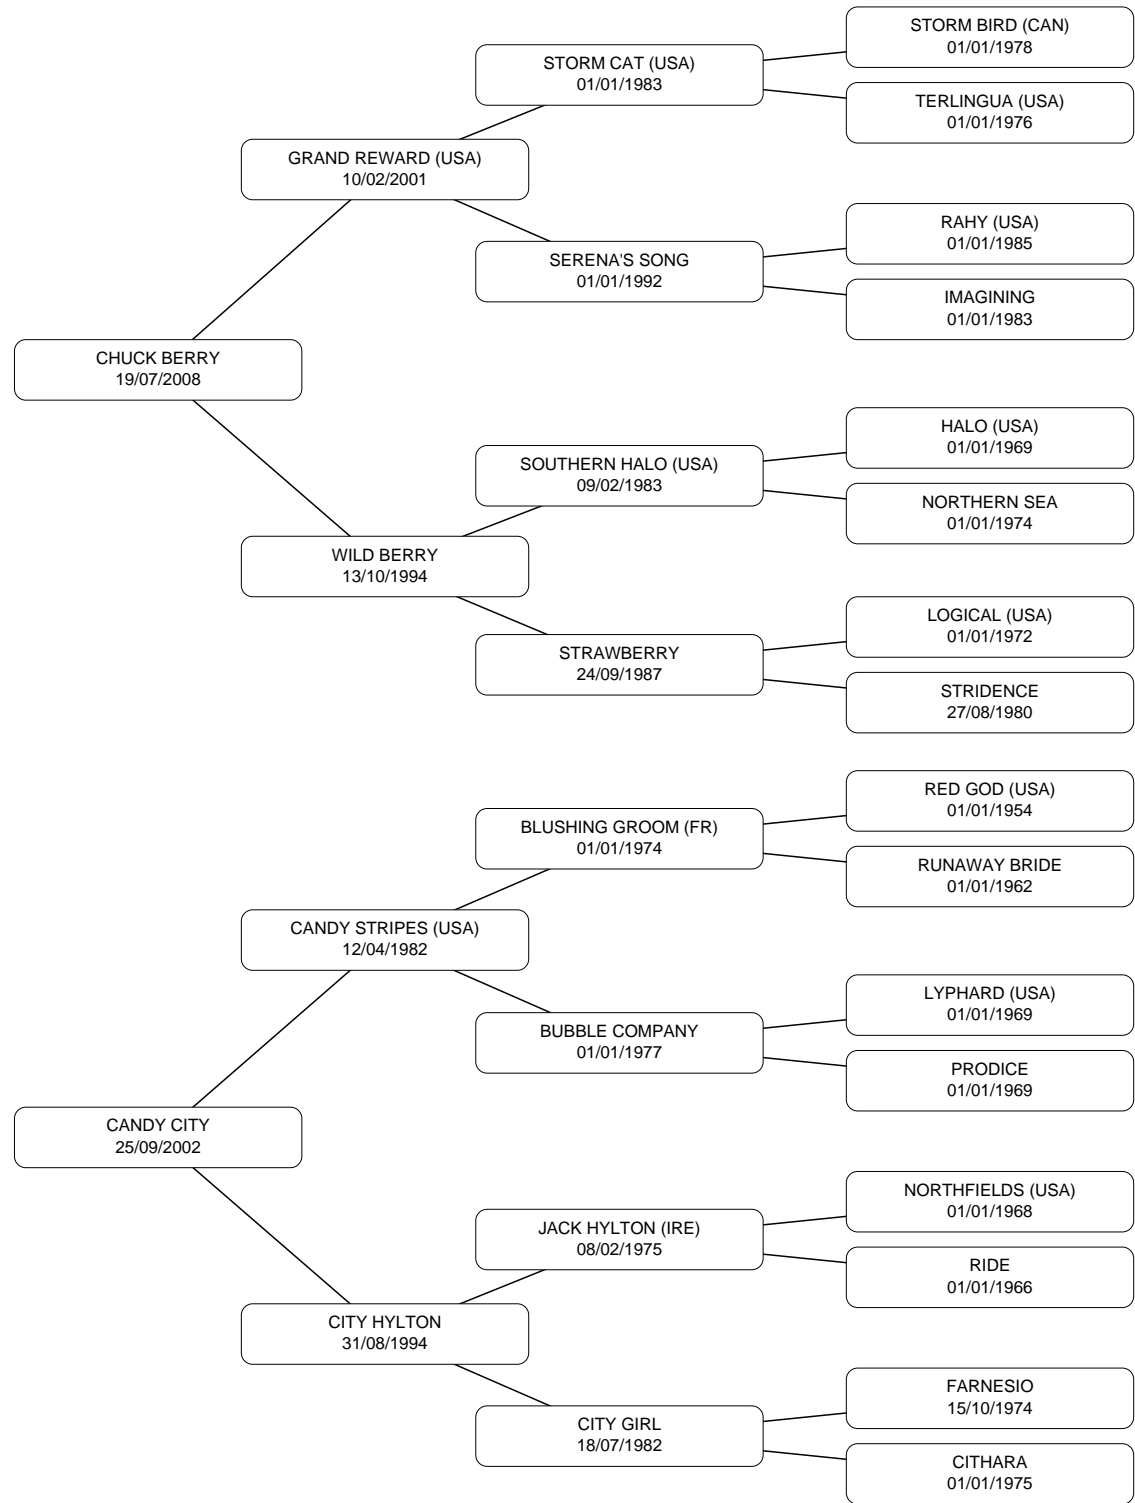 STORM BIRD (CAN)
01/01/1978
STORM CAT (USA)
01/01/1983
TERLINGUA (USA)
01/01/1976
GRAND REWARD (USA)
10/02/2001
RAHY (USA)
01/01/1985
SERENA'S SONG
01/01/1992
IMAGINING
01/01/1983
CHUCK BERRY
19/07/2008
HALO (USA)
01/01/1969
SOUTHERN HALO (USA)
09/02/1983
NORTHERN SEA
01/01/1974
WILD BERRY
13/10/1994
LOGICAL (USA)
01/01/1972
STRAWBERRY
24/09/1987
STRIDENCE
27/08/1980
RED GOD (USA)
01/01/1954
BLUSHING GROOM (FR)
01/01/1974
RUNAWAY BRIDE
01/01/1962
CANDY STRIPES (USA)
12/04/1982
LYPHARD (USA)
01/01/1969
BUBBLE COMPANY
01/01/1977
PRODICE
01/01/1969
CANDY CITY
25/09/2002
NORTHFIELDS (USA)
01/01/1968
JACK HYLTON (IRE)
08/02/1975
RIDE
01/01/1966
CITY HYLTON
31/08/1994
FARNESIO
15/10/1974
CITY GIRL
18/07/1982
CITHARA
01/01/1975